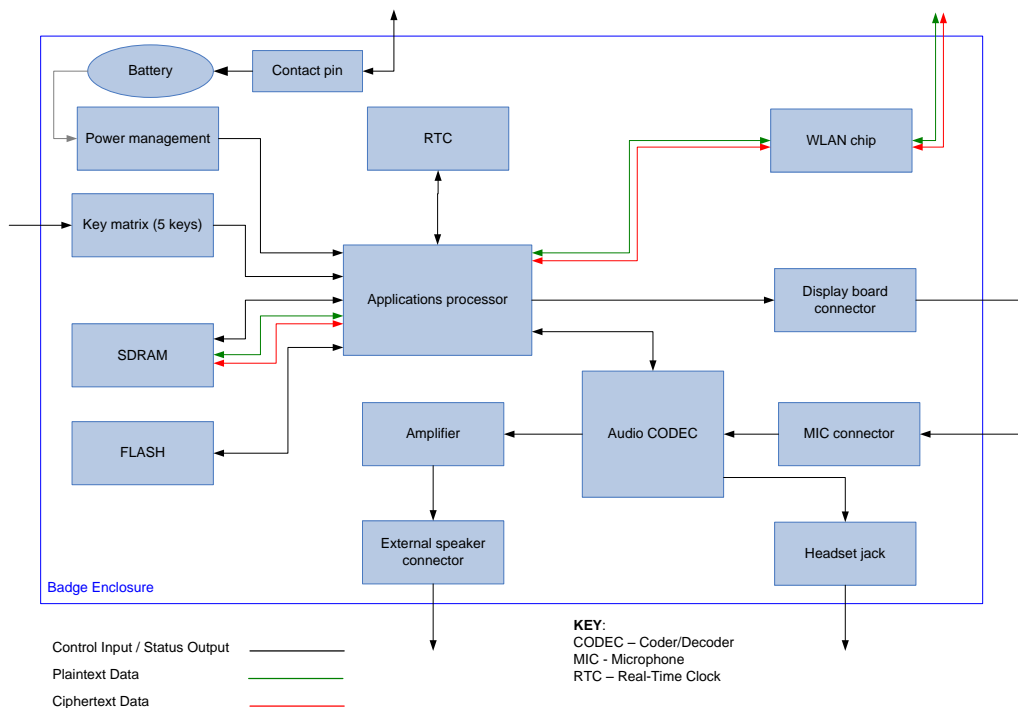 Battery
Contact pin
Power management
RTC
WLAN chip
Key matrix (5 keys)
Applications processor
Display board
connector
SDRAM
FLASH
Amplifier
Audio CODEC
MIC connector
External speaker
connector
Headset jack
Badge Enclosure
Control Input / Status Output
Plaintext Data
Ciphertext Data
KEY:
CODEC – Coder/Decoder
MIC - Microphone
RTC – Real-Time Clock